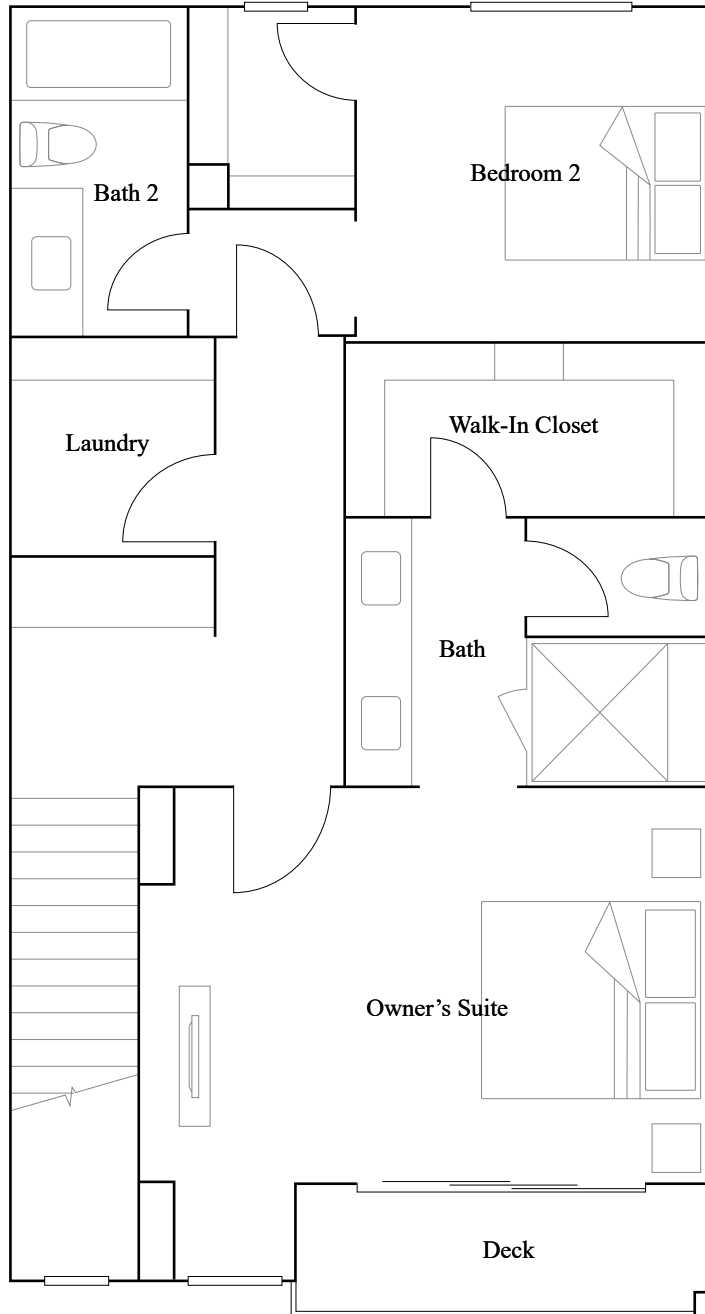 Bedroom 2
Bath 2
Walk-In Closet
Laundry
Bath
Owner’s Suite
Deck